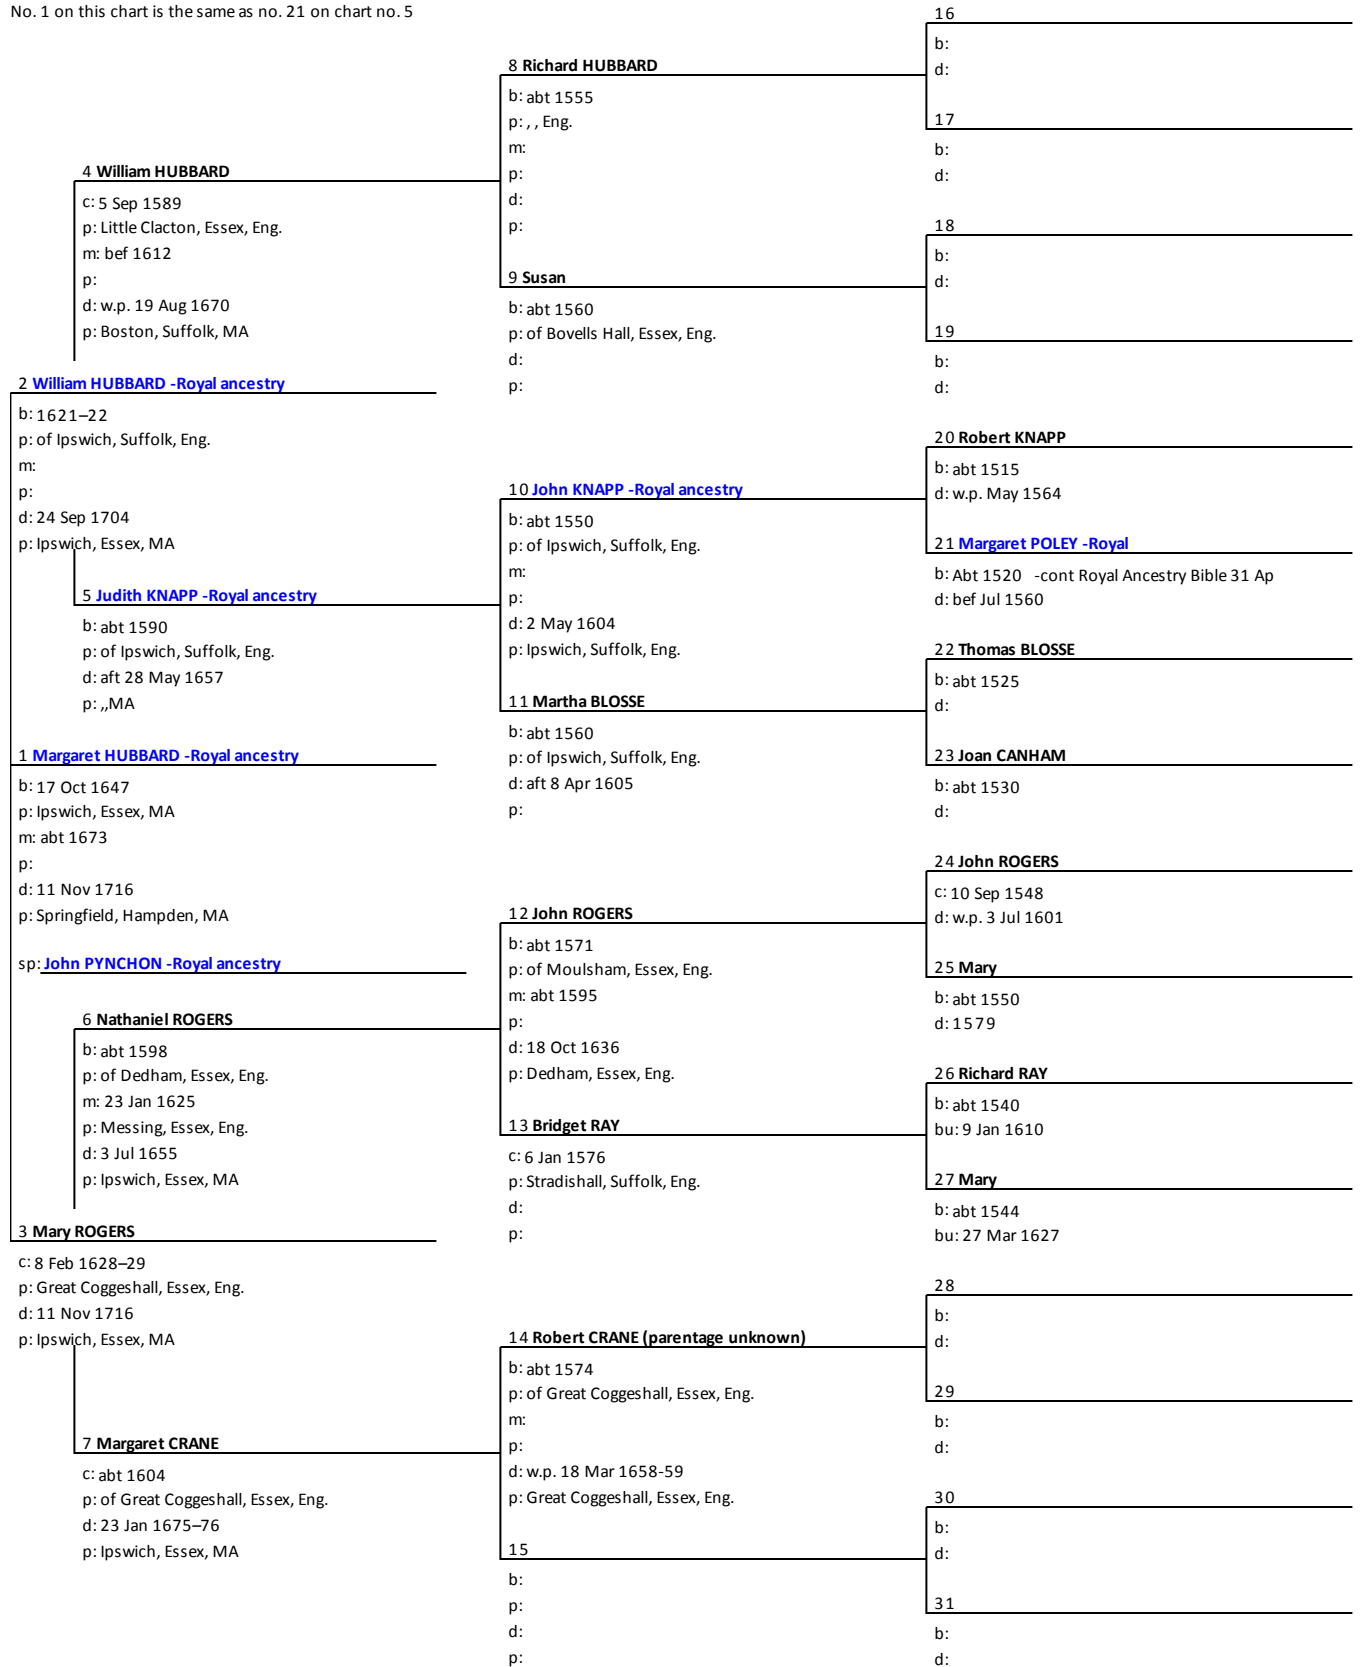 No. 1 on this chart is the same as no. 21 on chart no. 5
16
b:
d:
8 Richard HUBBARD
b: abt 1555
p: , , Eng.
m:
p:
d:
p:
17
b:
d:
4 William HUBBARD
c: 5 Sep 1589
p: Little Clacton, Essex, Eng.
m: bef 1612
p:
d: w.p. 19 Aug 1670
p: Boston, Suffolk, MA
18
b:
d:
9 Susan
b: abt 1560
p: of Bovells Hall, Essex, Eng.
d:
p:
19
b:
d:
2 William HUBBARD -Royal ancestry
b: 1621–22
p: of Ipswich, Suffolk, Eng.
m:
p:
d: 24 Sep 1704
p: Ipswich, Essex, MA
20 Robert KNAPP
b: abt 1515
d: w.p. May 1564
10 John KNAPP -Royal ancestry
b: abt 1550
p: of Ipswich, Suffolk, Eng.
m:
p:
d: 2 May 1604
p: Ipswich, Suffolk, Eng.
21 Margaret POLEY -Royal
b: Abt 1520 -cont Royal Ancestry Bible 31 Ap
d: bef Jul 1560
5 Judith KNAPP -Royal ancestry
b: abt 1590
p: of Ipswich, Suffolk, Eng.
d: aft 28 May 1657
p: ,,MA
22 Thomas BLOSSE
b: abt 1525
d:
11 Martha BLOSSE
b: abt 1560
p: of Ipswich, Suffolk, Eng.
d: aft 8 Apr 1605
p:
23 Joan CANHAM
b: abt 1530
d:
1 Margaret HUBBARD -Royal ancestry
b: 17 Oct 1647
p: Ipswich, Essex, MA
m: abt 1673
p:
d: 11 Nov 1716
p: Springfield, Hampden, MA
sp: John PYNCHON -Royal ancestry
24 John ROGERS
c: 10 Sep 1548
d: w.p. 3 Jul 1601
12 John ROGERS
b: abt 1571
p: of Moulsham, Essex, Eng.
m: abt 1595
p:
d: 18 Oct 1636
p: Dedham, Essex, Eng.
25 Mary
b: abt 1550
d: 1579
6 Nathaniel ROGERS
b: abt 1598
p: of Dedham, Essex, Eng.
m: 23 Jan 1625
p: Messing, Essex, Eng.
d: 3 Jul 1655
p: Ipswich, Essex, MA
26 Richard RAY
b: abt 1540
bu: 9 Jan 1610
13 Bridget RAY
c: 6 Jan 1576
p: Stradishall, Suffolk, Eng.
d:
p:
27 Mary
b: abt 1544
bu: 27 Mar 1627
3 Mary ROGERS
c: 8 Feb 1628–29
p: Great Coggeshall, Essex, Eng.
d: 11 Nov 1716
p: Ipswich, Essex, MA
28
b:
d:
14 Robert CRANE (parentage unknown)
b: abt 1574
p: of Great Coggeshall, Essex, Eng.
m:
p:
d: w.p. 18 Mar 1658-59
p: Great Coggeshall, Essex, Eng.
29
b:
d:
7 Margaret CRANE
c: abt 1604
p: of Great Coggeshall, Essex, Eng.
d: 23 Jan 1675–76
p: Ipswich, Essex, MA
30
b:
d:
15
b:
p:
d:
p:
31
b:
d: